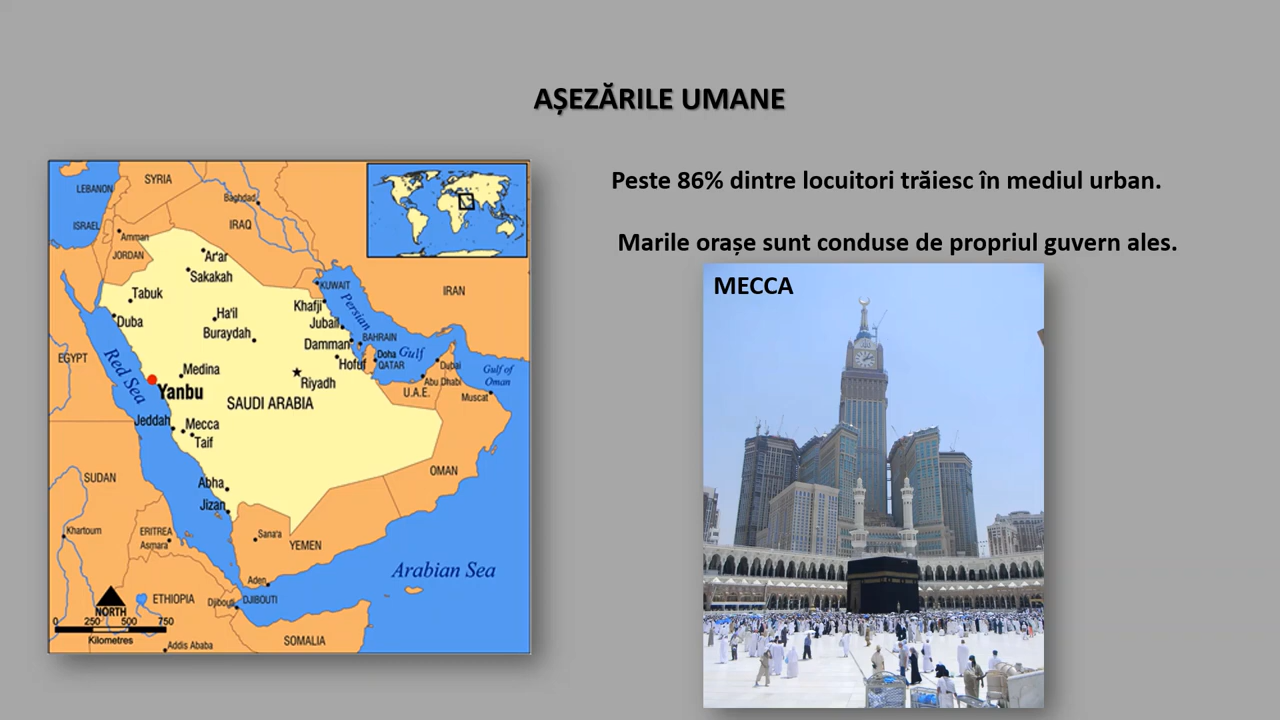 AȘEZĂRILE UMANE
Peste 86% dintre locuitori trăiesc în mediul urban.
Marile orașe sunt conduse de propriul guvern ales.
MECCA
LEBANON
SYRIA
Baghdad
ISRAEL
Amman
IRAQ
JORDAN
Ar'ar
Sakakah
KUWAIT
IRAN
Tabuk
Khafji
Persian
Gulf
Duba
Ha'il
Jubail
Buraydah
Damman
BAHRAIN
EGYPT
Red Sea
Medina
Hofuf
Doha
QATAR
Dubai
Gulf of
Oman
Yanbu
Riyadh
Abu Dhabi
U.A.E.
Muscat
SAUDI ARABIA
Jeddah
Mecca
Taif
SUDAN
Abha
OMAN
Jizan
Khartoum
ERITREA
Asmara
Sana'a
YEMEN
Arabian Sea
Aden
ETHIOPIA
Djibouti
DJIBOUTI
NORTH
0 250 500 750
Kilometres
Addis Ababa
SOMALIA